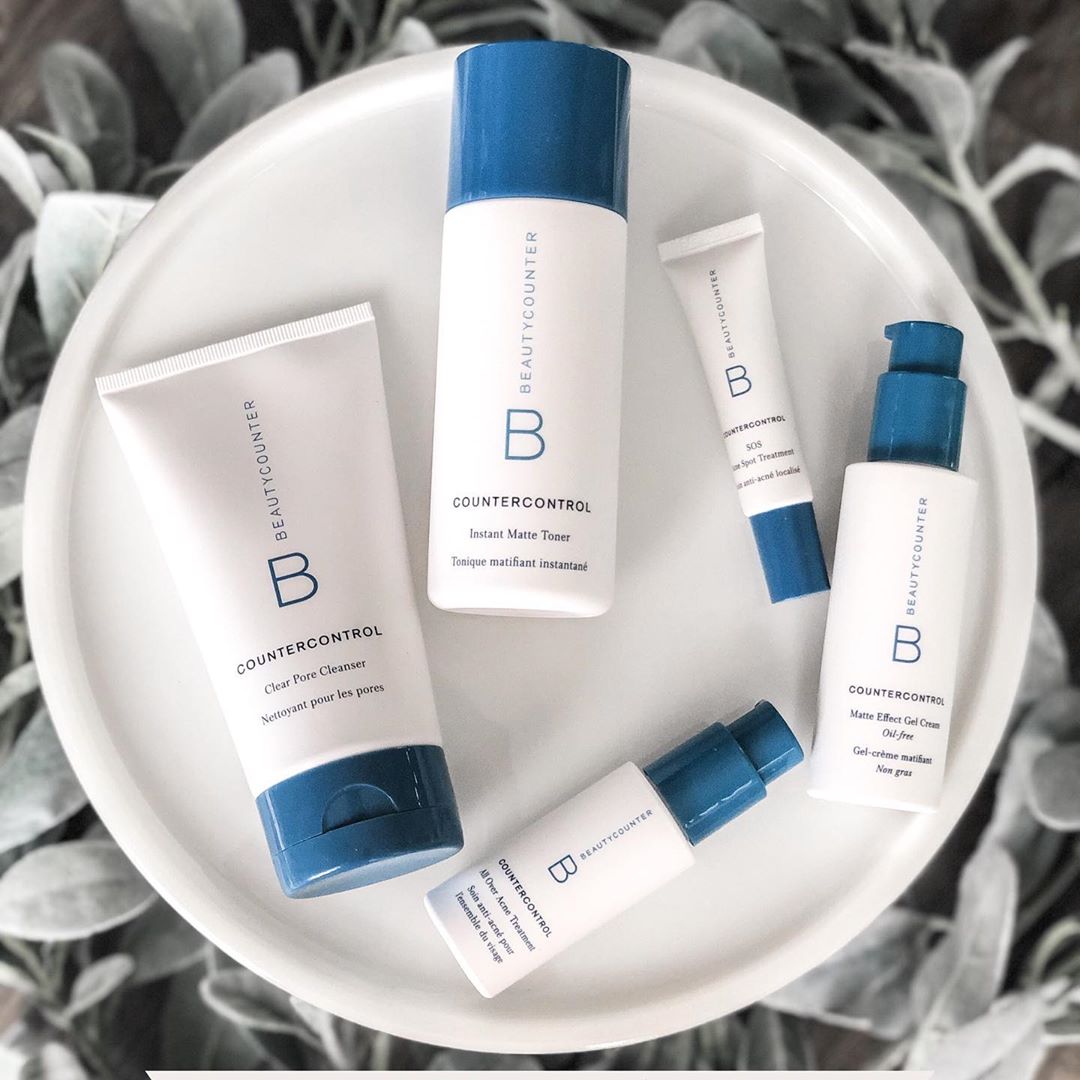 B BEAUTYCOUNTER
COUNTERCONTROL
Clear Pore Cleanser
Nettoyant pour les pores
B BEAUTYCOUNTER
COUNTERCONTROL
Instant Matte Toner
Tonique matifiant instantané
B BEAUTYCOUNTER
COUNTERCONTROL
SOS
Spot Treatment
anti-acné localisé
B BEAUTYCOUNTER
COUNTERCONTROL
Matte Effect Gel Cream
Oil-free
Gel-crème matifiant
Non gras
B BEAUTYCOUNTER
COUNTERCONTROL
All Over Acne Treatment
Soin anti-acné pour
l'ensemble du visage